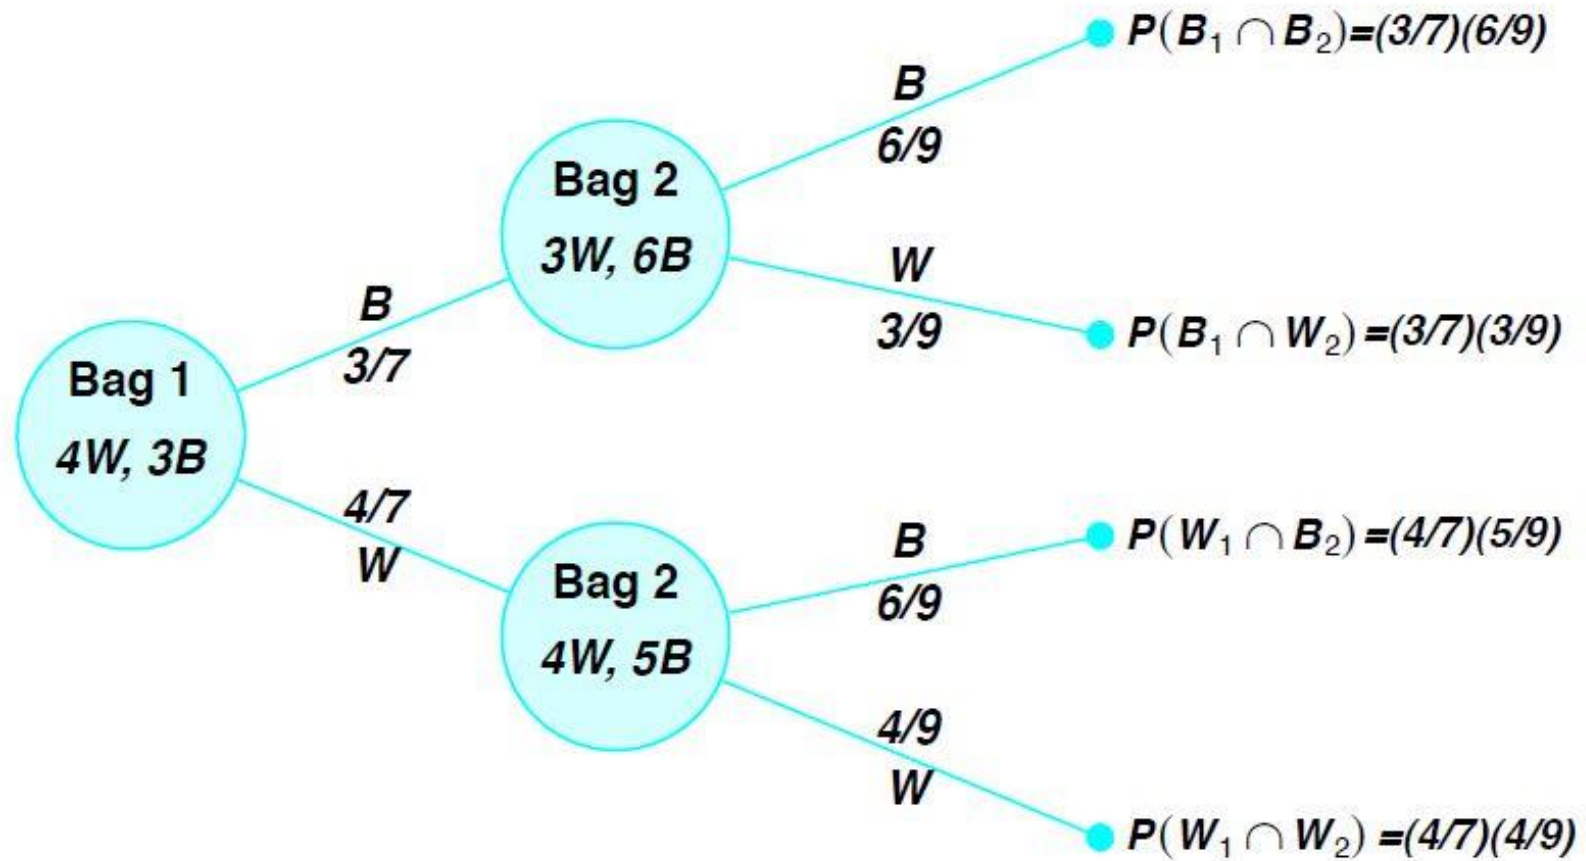 P(B₁ ∩ B₂)=(3/7)(6/9)
B
6/9
Bag 2
3W, 6B
W
3/9
P(B₁ ∩ W₂) =(3/7)(3/9)
B
3/7
Bag 1
4W, 3B
4/7
W
B
6/9
P(W₁ ∩ B₂) =(4/7)(5/9)
Bag 2
4W, 5B
4/9
W
P(W₁ ∩ W₂) =(4/7)(4/9)